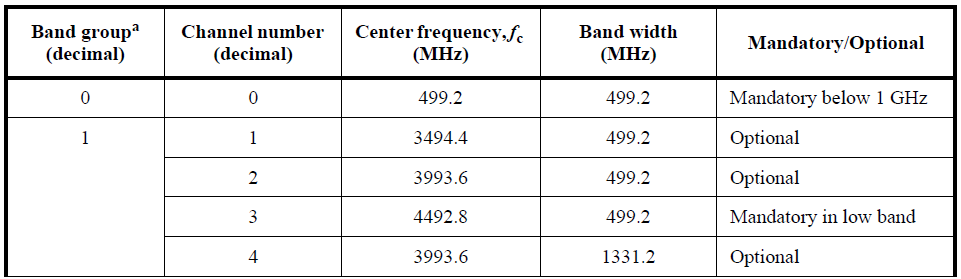 Band groupa Channel number Center frequency, fc Band width Mandatory/Optional
(decimal) (decimal) (MHz) (MHz)
0 0 499.2 499.2 Mandatory below 1 GHz
1 1 3494.4 499.2 Optional
2 3993.6 499.2 Optional
3 4492.8 499.2 Mandatory in low band
4 3993.6 1331.2 Optional